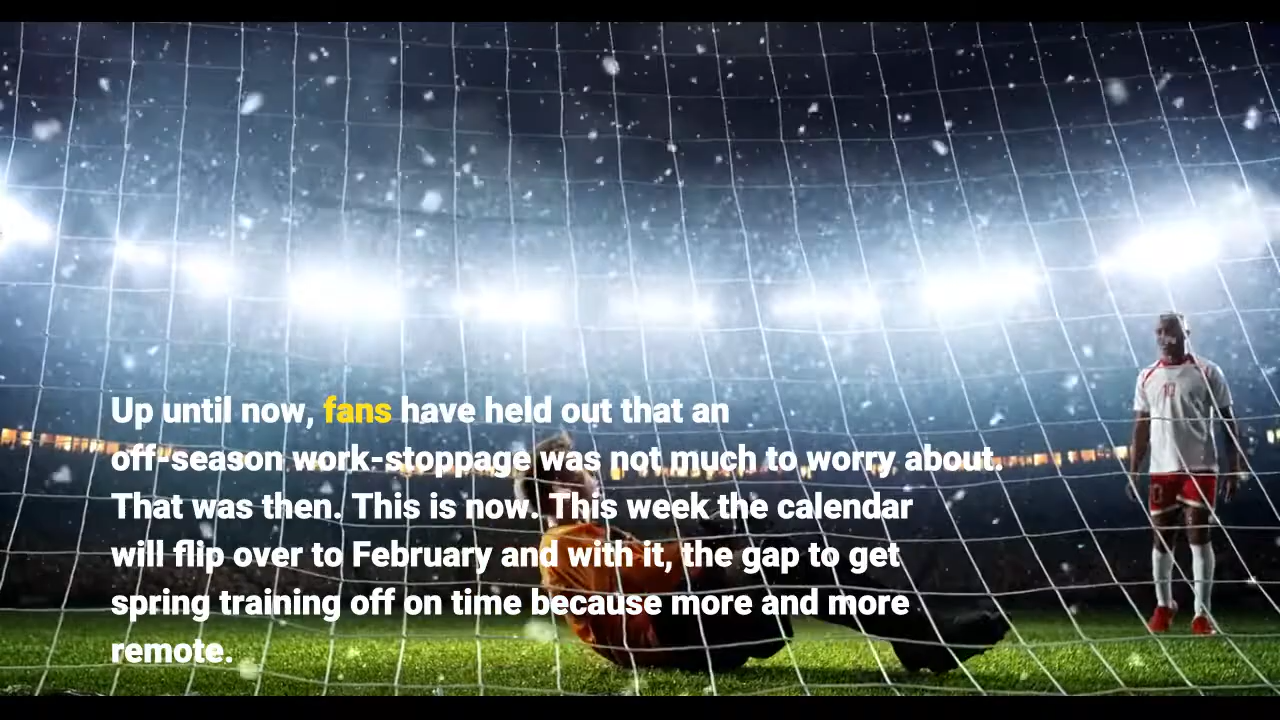 Up until now, fans have held out that an
off-season work-stoppage was not much to worry about.
That was then. This is now. This week the calendar
will flip over to February and with it, the gap to get
spring training off on time because more and more
remote.
10